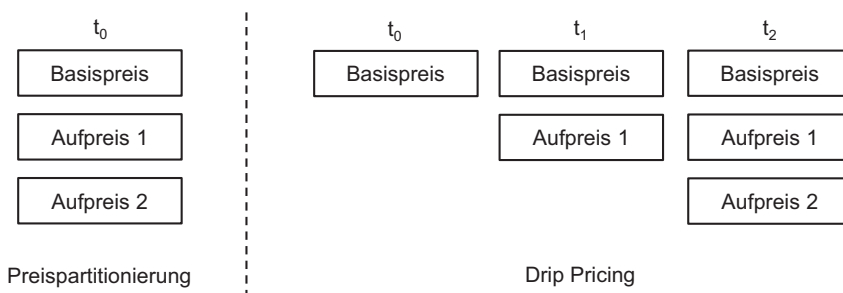 t₀
Basispreis
Aufpreis 1
Aufpreis 2
Preispartitionierung
t₀ t₁ t₂
Basispreis Basispreis Basispreis
Aufpreis 1 Aufpreis 1
Aufpreis 2
Drip Pricing